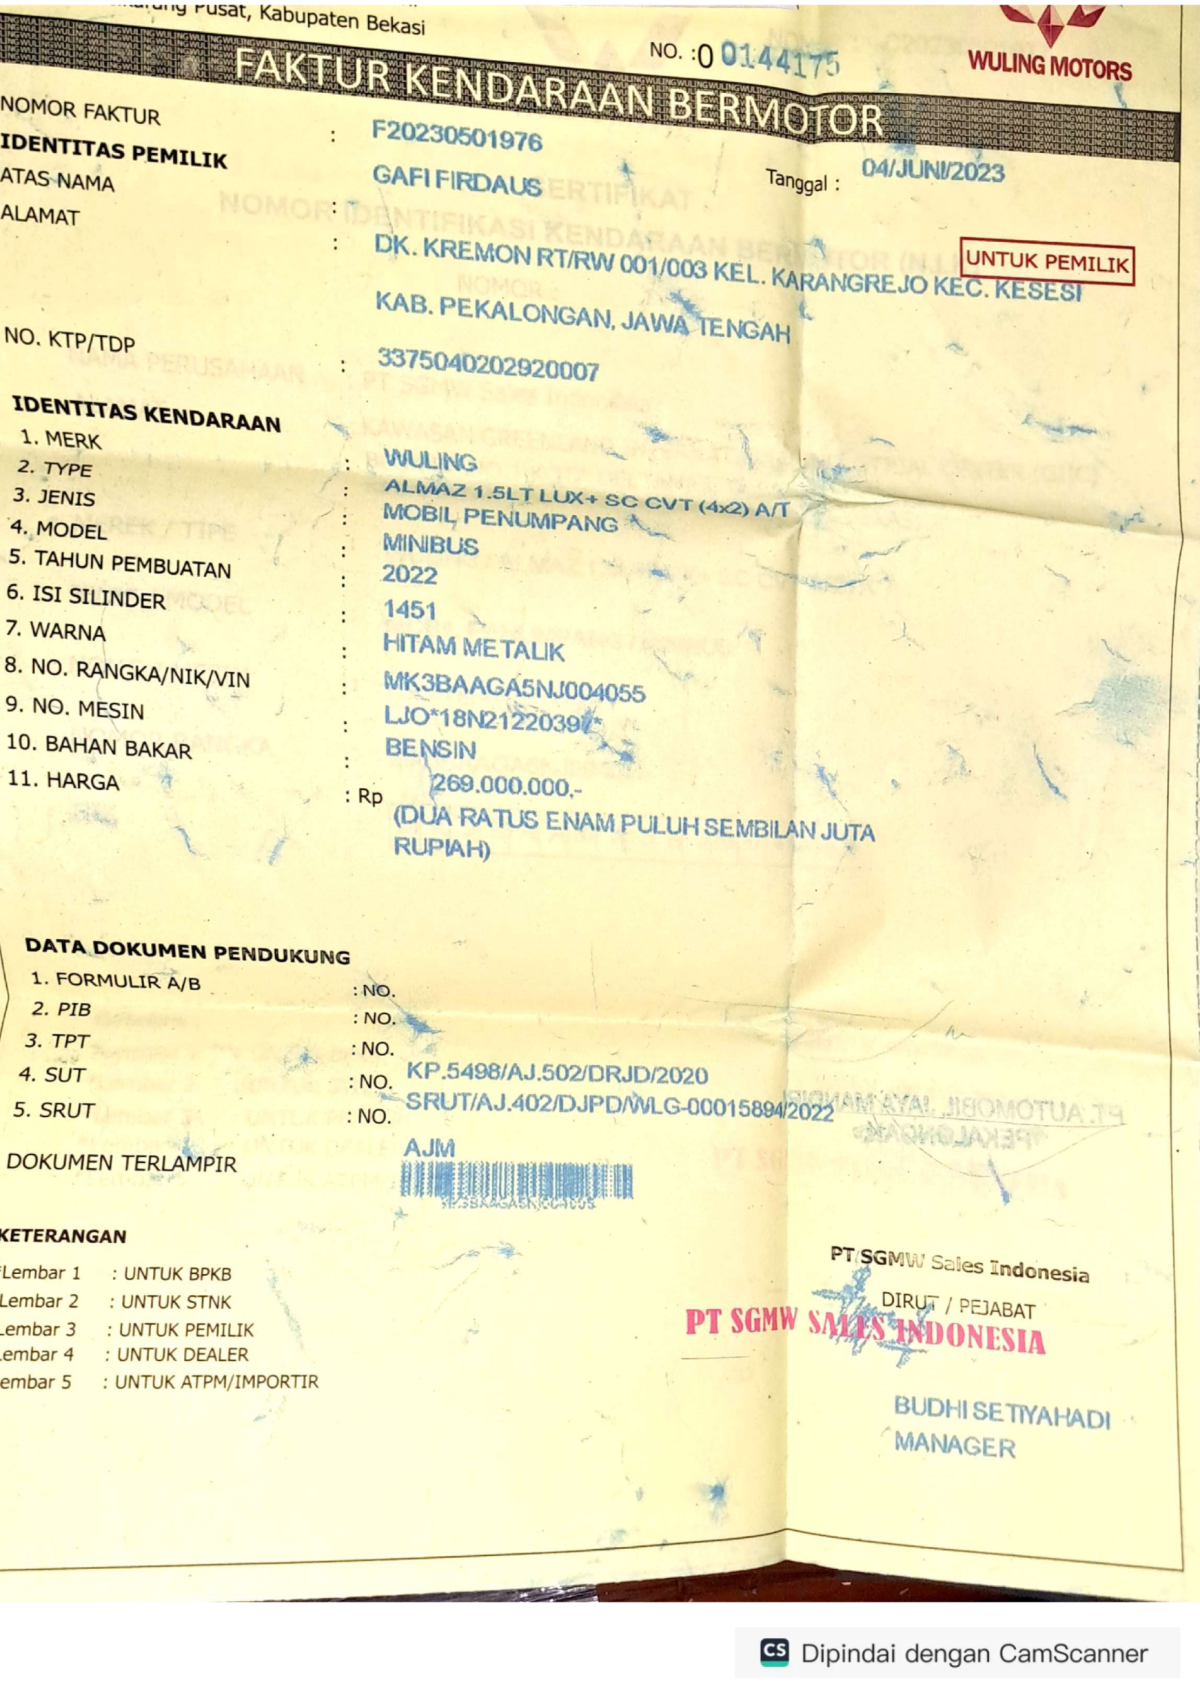 Pusat, Kabupaten Bekasi
NO. :0 0144175
WULING MOTORS
FAKTUR KENDARAAN BERMOTOR
NOMOR FAKTUR : F20230501976
Tanggal : 04/JUNI/2023
IDENTITAS PEMILIK
ATAS NAMA : GAFI FIRDAUS
UNTUK PEMILIK
ALAMAT : DK. KREMON RT/RW 001/003 KEL. KARANGREJO KEC. KESESI
KAB. PEKALONGAN, JAWA TENGAH
NO. KTP/TDP : 3375040202920007
IDENTITAS KENDARAAN
1. MERK : WULING
2. TYPE : ALMAZ 1.5LT LUX+ SC CVT (4x2) A/T
3. JENIS : MOBIL PENUMPANG
4. MODEL : MINIBUS
5. TAHUN PEMBUATAN : 2022
6. ISI SILINDER : 1451
7. WARNA : HITAM METALIK
8. NO. RANGKA/NIK/VIN : MK3BAAGA5NJ004055
9. NO. MESIN :
10. BAHAN BAKAR : BENSIN
11. HARGA : Rp 269.000.000,-
(DUA RATUS ENAM PULUH SEMBILAN JUTA
RUPIAH)
DATA DOKUMEN PENDUKUNG
1. FORMULIR A/B : NO.
2. PIB : NO.
3. TPT : NO.
4. SUT : NO. KP.5498/AJ.502/DRJD/2020
5. SRUT : NO. SRUT/AJ.402/DJPD/WLG-00015894/2022
PT. AUTOMOBIL JAYA MANDIRI
PEKALONGAN
DOKUMEN TERLAMPIR AJM
KETERANGAN
Lembar 1 : UNTUK BPKB
Lembar 2 : UNTUK STNK
Lembar 3 : UNTUK PEMILIK
embar 4 : UNTUK DEALER
embar 5 : UNTUK ATPM/IMPORTIR
PT SGMW Sales Indonesia
DIRUT / PEJABAT
PT SGMW SALES INDONESIA
BUDHI SETIYAHADI
MANAGER
CS Dipindai dengan CamScanner